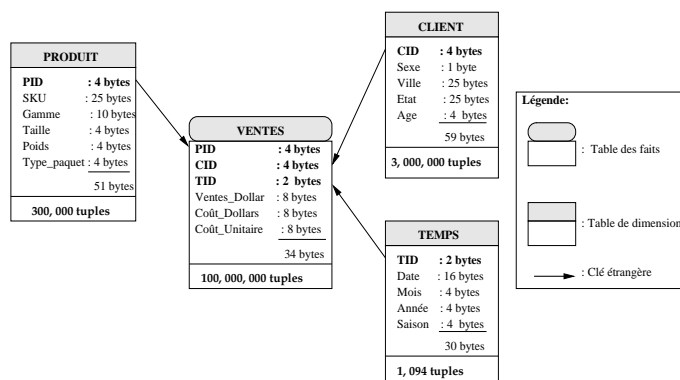 PRODUIT
PID : 4 bytes
SKU : 25 bytes
Gamme : 10 bytes
Taille : 4 bytes
Poids : 4 bytes
Type_paquet : 4 bytes
51 bytes
300, 000 tuples
VENTES
PID : 4 bytes
CID : 4 bytes
TID : 2 bytes
Ventes_Dollar : 8 bytes
Coût_Dollars : 8 bytes
Coût_Unitaire : 8 bytes
34 bytes
100, 000, 000 tuples
CLIENT
CID : 4 bytes
Sexe : 1 byte
Ville : 25 bytes
Etat : 25 bytes
Age : 4 bytes
59 bytes
3, 000, 000 tuples
TEMPS
TID : 2 bytes
Date : 16 bytes
Mois : 4 bytes
Année : 4 bytes
Saison : 4 bytes
30 bytes
1, 094 tuples
Légende:
: Table des faits
: Table de dimension
: Clé étrangère